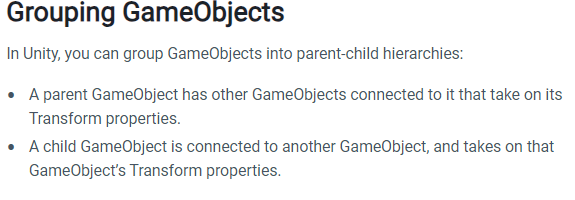 Grouping GameObjects
In Unity, you can group GameObjects into parent-child hierarchies:
• A parent GameObject has other GameObjects connected to it that take on its
Transform properties.
• A child GameObject is connected to another GameObject, and takes on that
GameObject’s Transform properties.